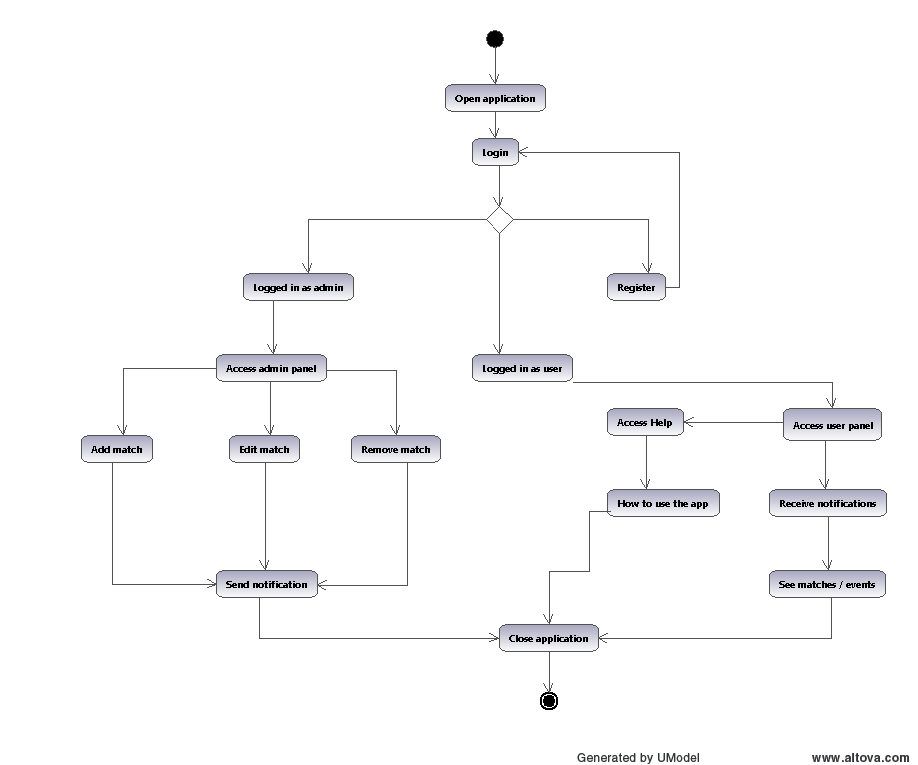 Open application
Login
Logged in as admin
Register
Access admin panel
Logged in as user
Access Help
Access user panel
Add match
Edit match
Remove match
How to use the app
Receive notifications
Send notification
See matches / events
Close application
Generated by UModel
www.altova.com